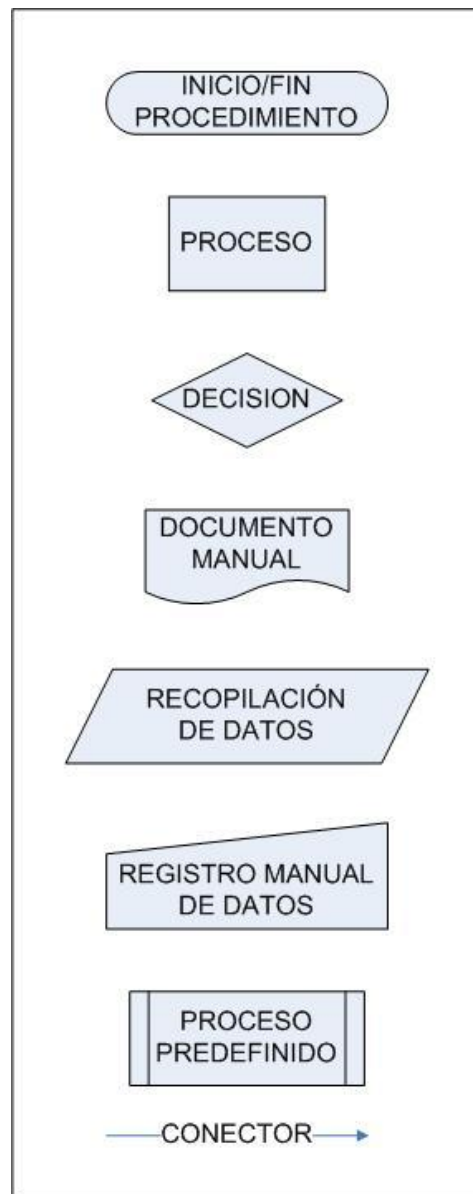 INICIO/FIN
PROCEDIMIENTO
PROCESO
DECISION
DOCUMENTO
MANUAL
RECOPILACIÓN
DE DATOS
REGISTRO MANUAL
DE DATOS
PROCESO
PREDEFINIDO
CONECTOR